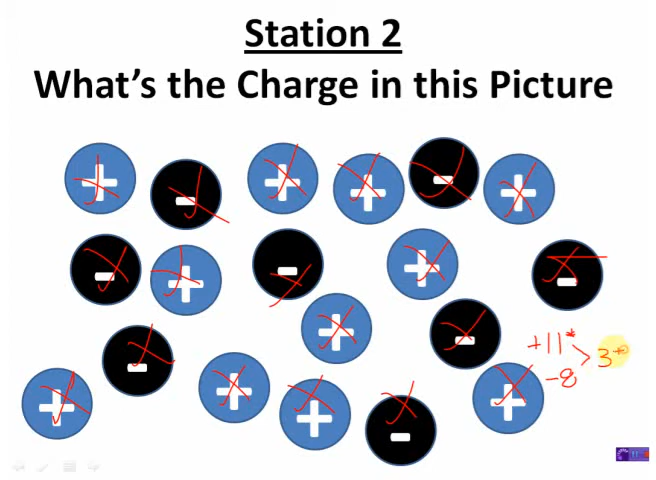 Station 2
What's the Charge in this Picture
+ - + + - +
- + - + -
+ -
-
+ + + - +
+11*
-8
> 3+